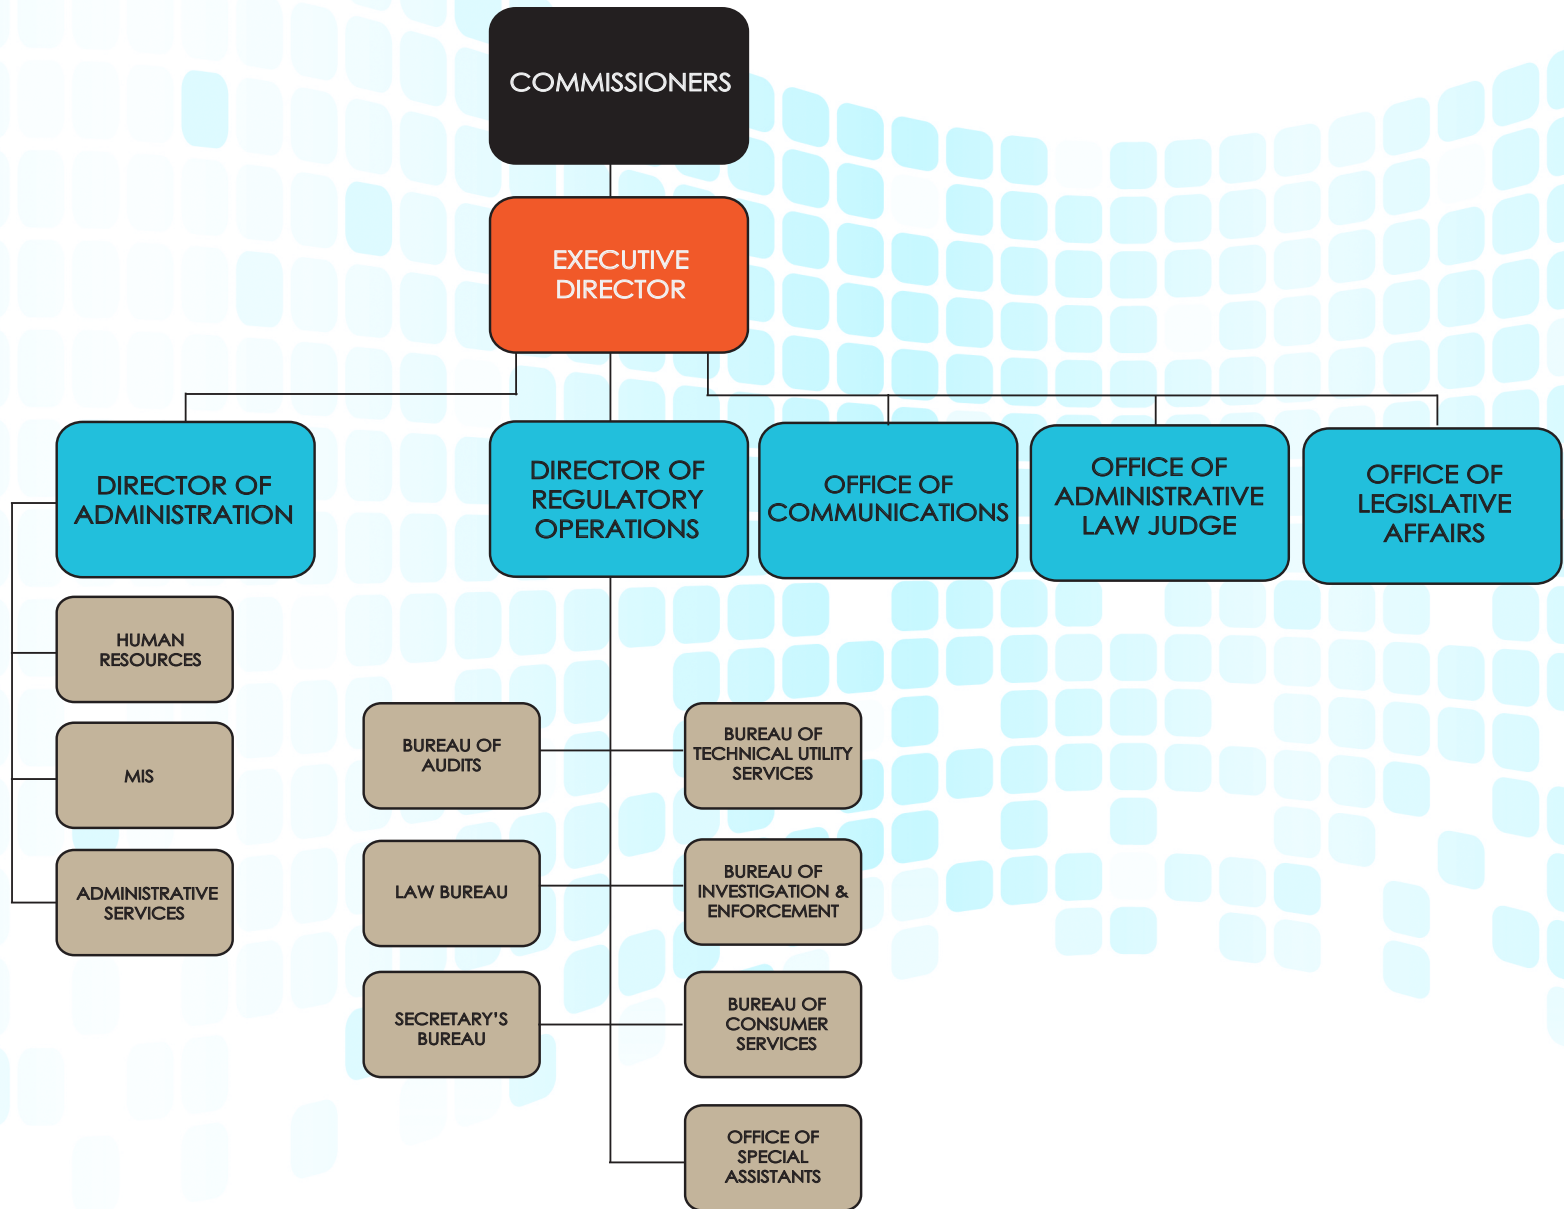 COMMISSIONERS
EXECUTIVE
DIRECTOR
DIRECTOR OF
ADMINISTRATION
DIRECTOR OF
REGULATORY
OPERATIONS
OFFICE OF
COMMUNICATIONS
OFFICE OF
ADMINISTRATIVE
LAW JUDGE
OFFICE OF
LEGISLATIVE
AFFAIRS
HUMAN
RESOURCES
MIS
ADMINISTRATIVE
SERVICES
BUREAU OF
AUDITS
BUREAU OF
TECHNICAL UTILITY
SERVICES
LAW BUREAU
BUREAU OF
INVESTIGATION &
ENFORCEMENT
SECRETARY'S
BUREAU
BUREAU OF
CONSUMER
SERVICES
OFFICE OF
SPECIAL
ASSISTANTS